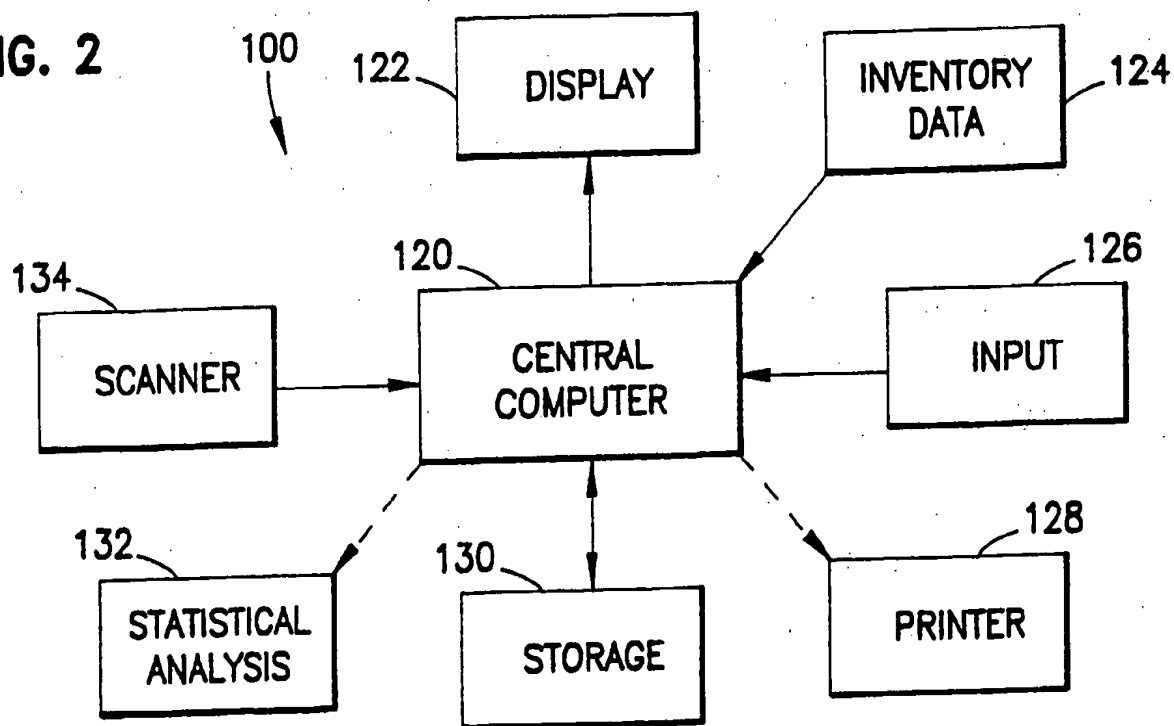 IG. 2
100
122
DISPLAY
INVENTORY
DATA
124
134
SCANNER
120
CENTRAL
COMPUTER
126
INPUT
132
STATISTICAL
ANALYSIS
130
STORAGE
128
PRINTER